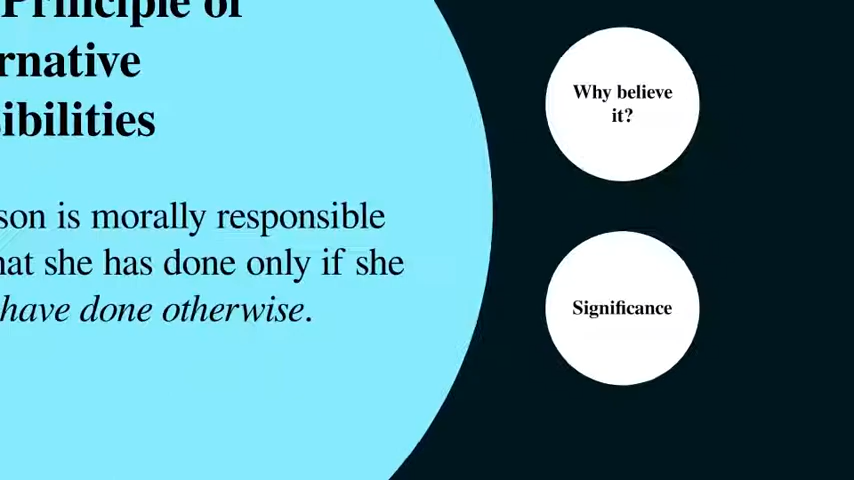 Principle of
rnative
ibilities
son is morally responsible
hat she has done only if she
have done otherwise.
Why believe
it?
Significance